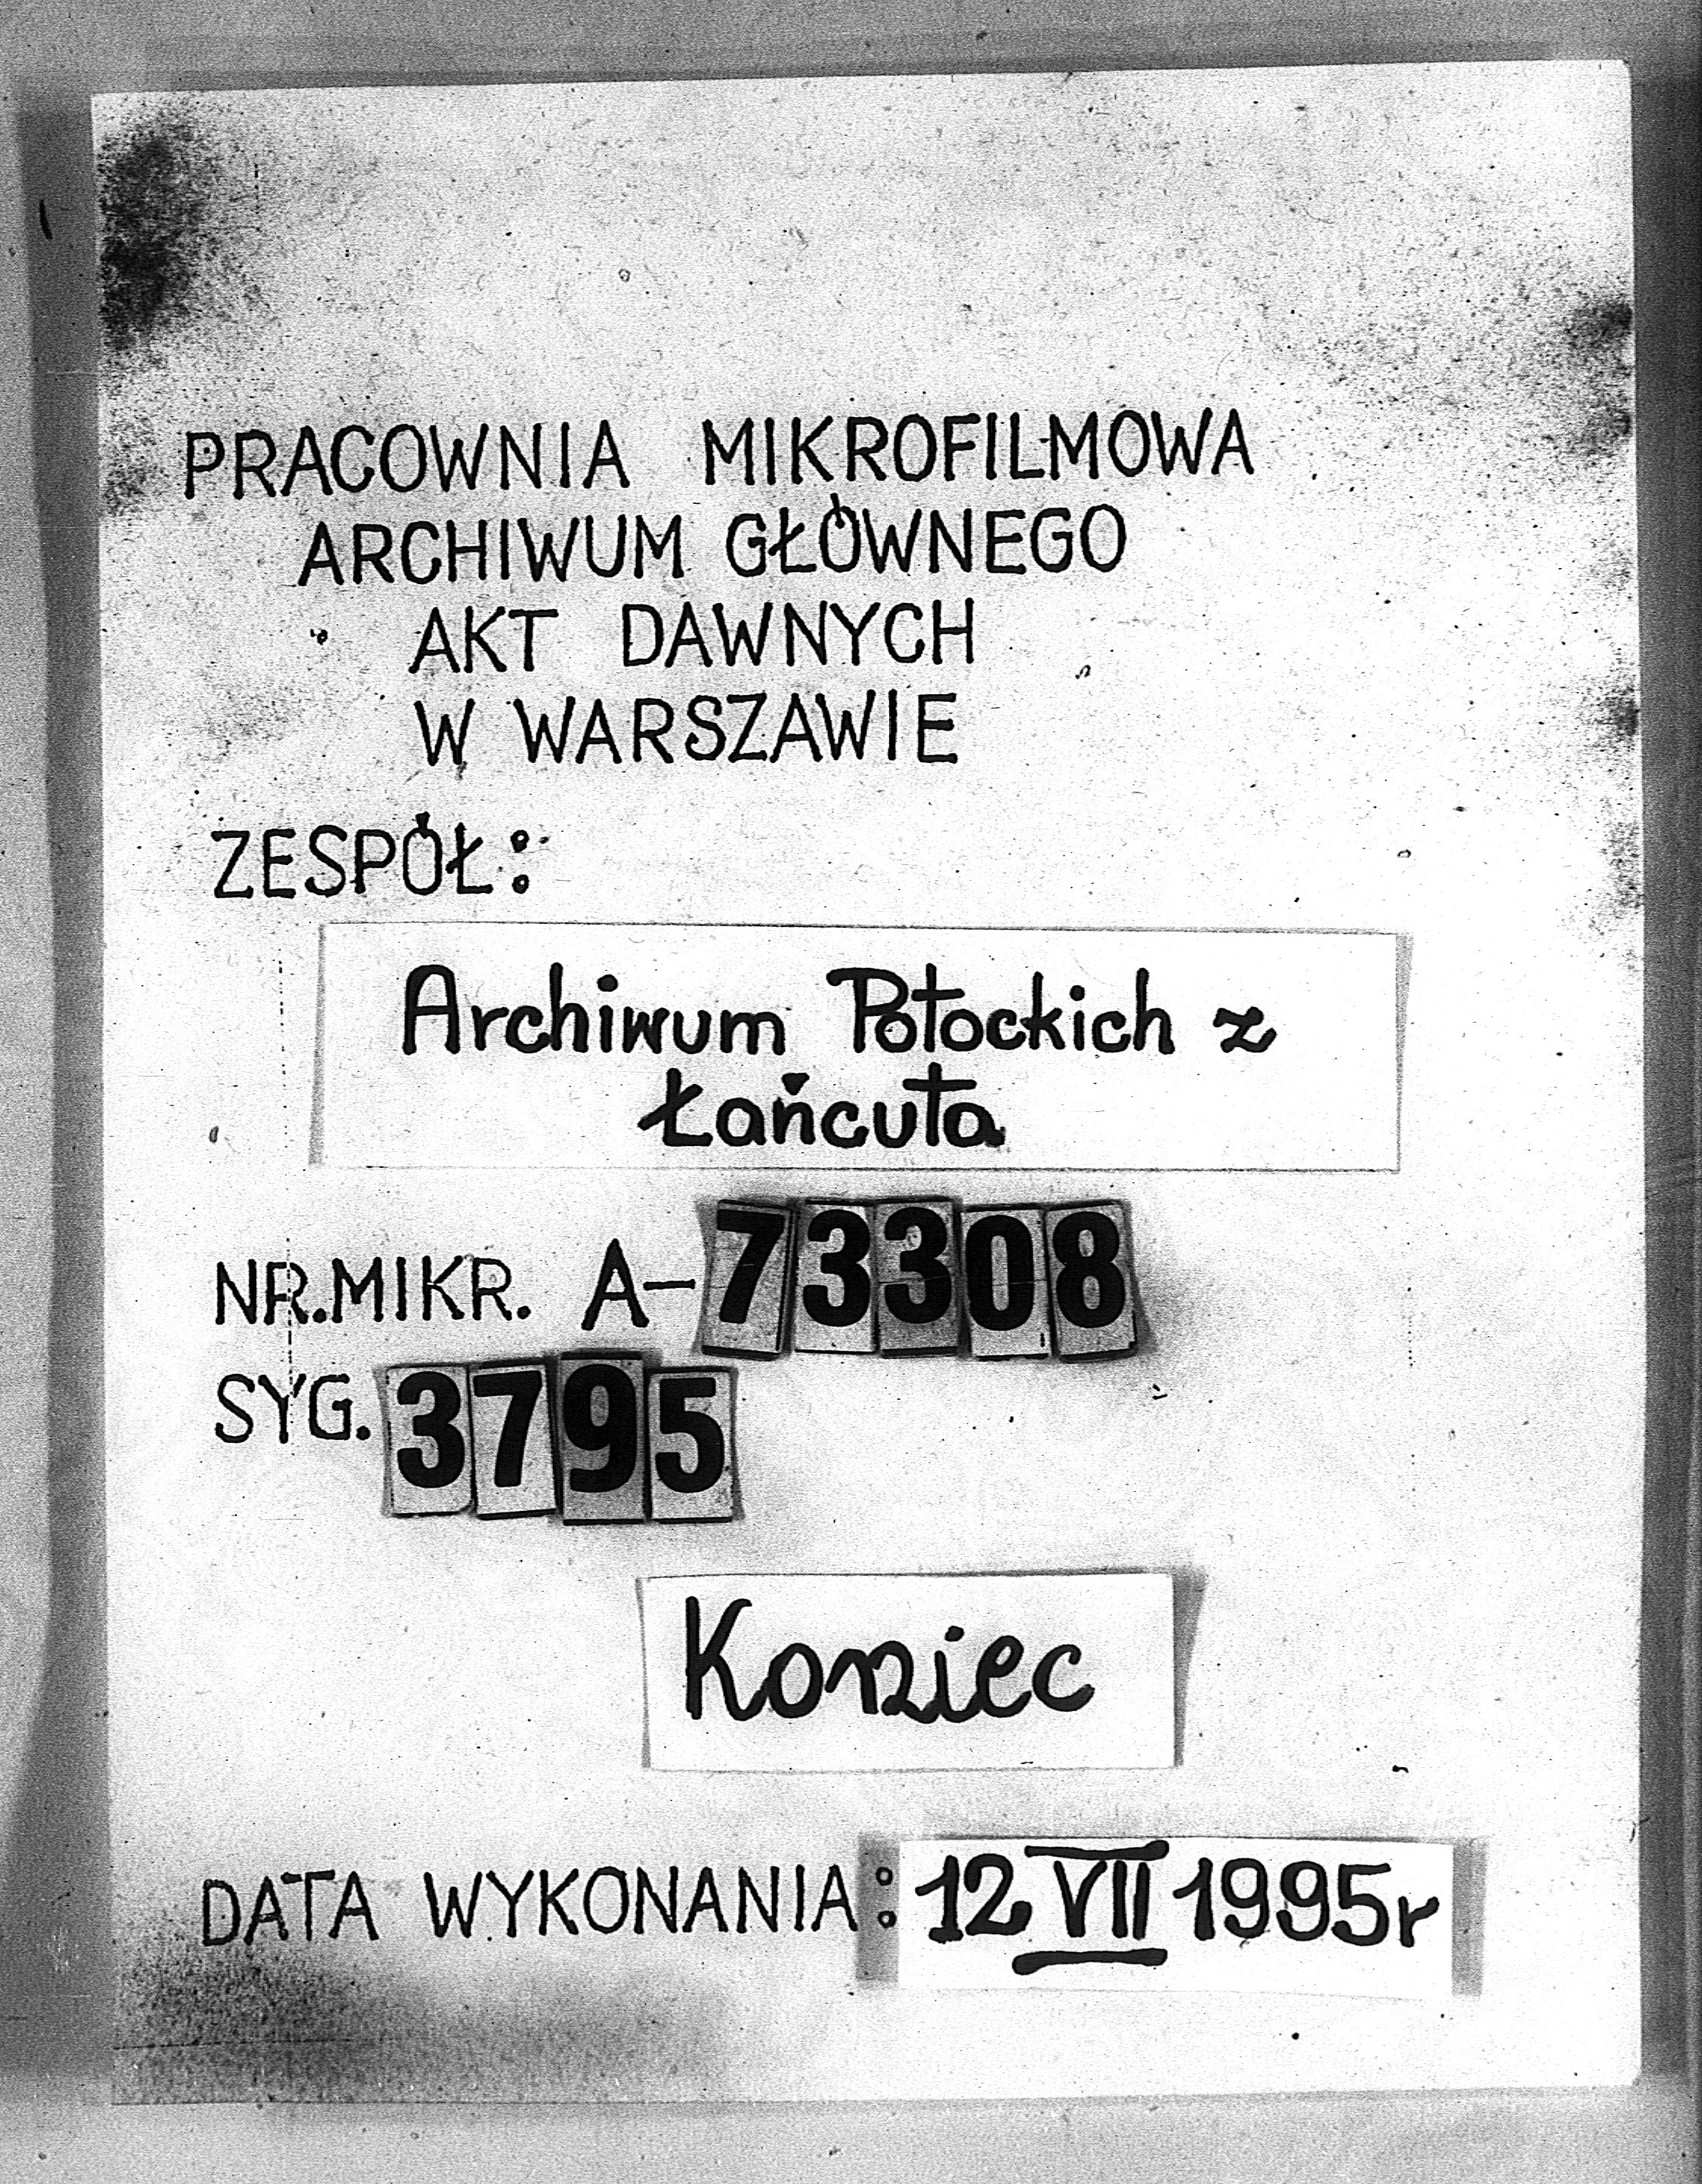 PRACOWNIA MIKROFILMOWA
ARCHIWUM GŁÓWNEGO
AKT DAWNYCH
W WARSZAWIE
ZESPÓŁ:
Archiwum Potockich z
Łańcuta
NR.MIKR. A-73308
SYG. 3795
Koniec
DATA WYKONANIA: 12 VII 1995r